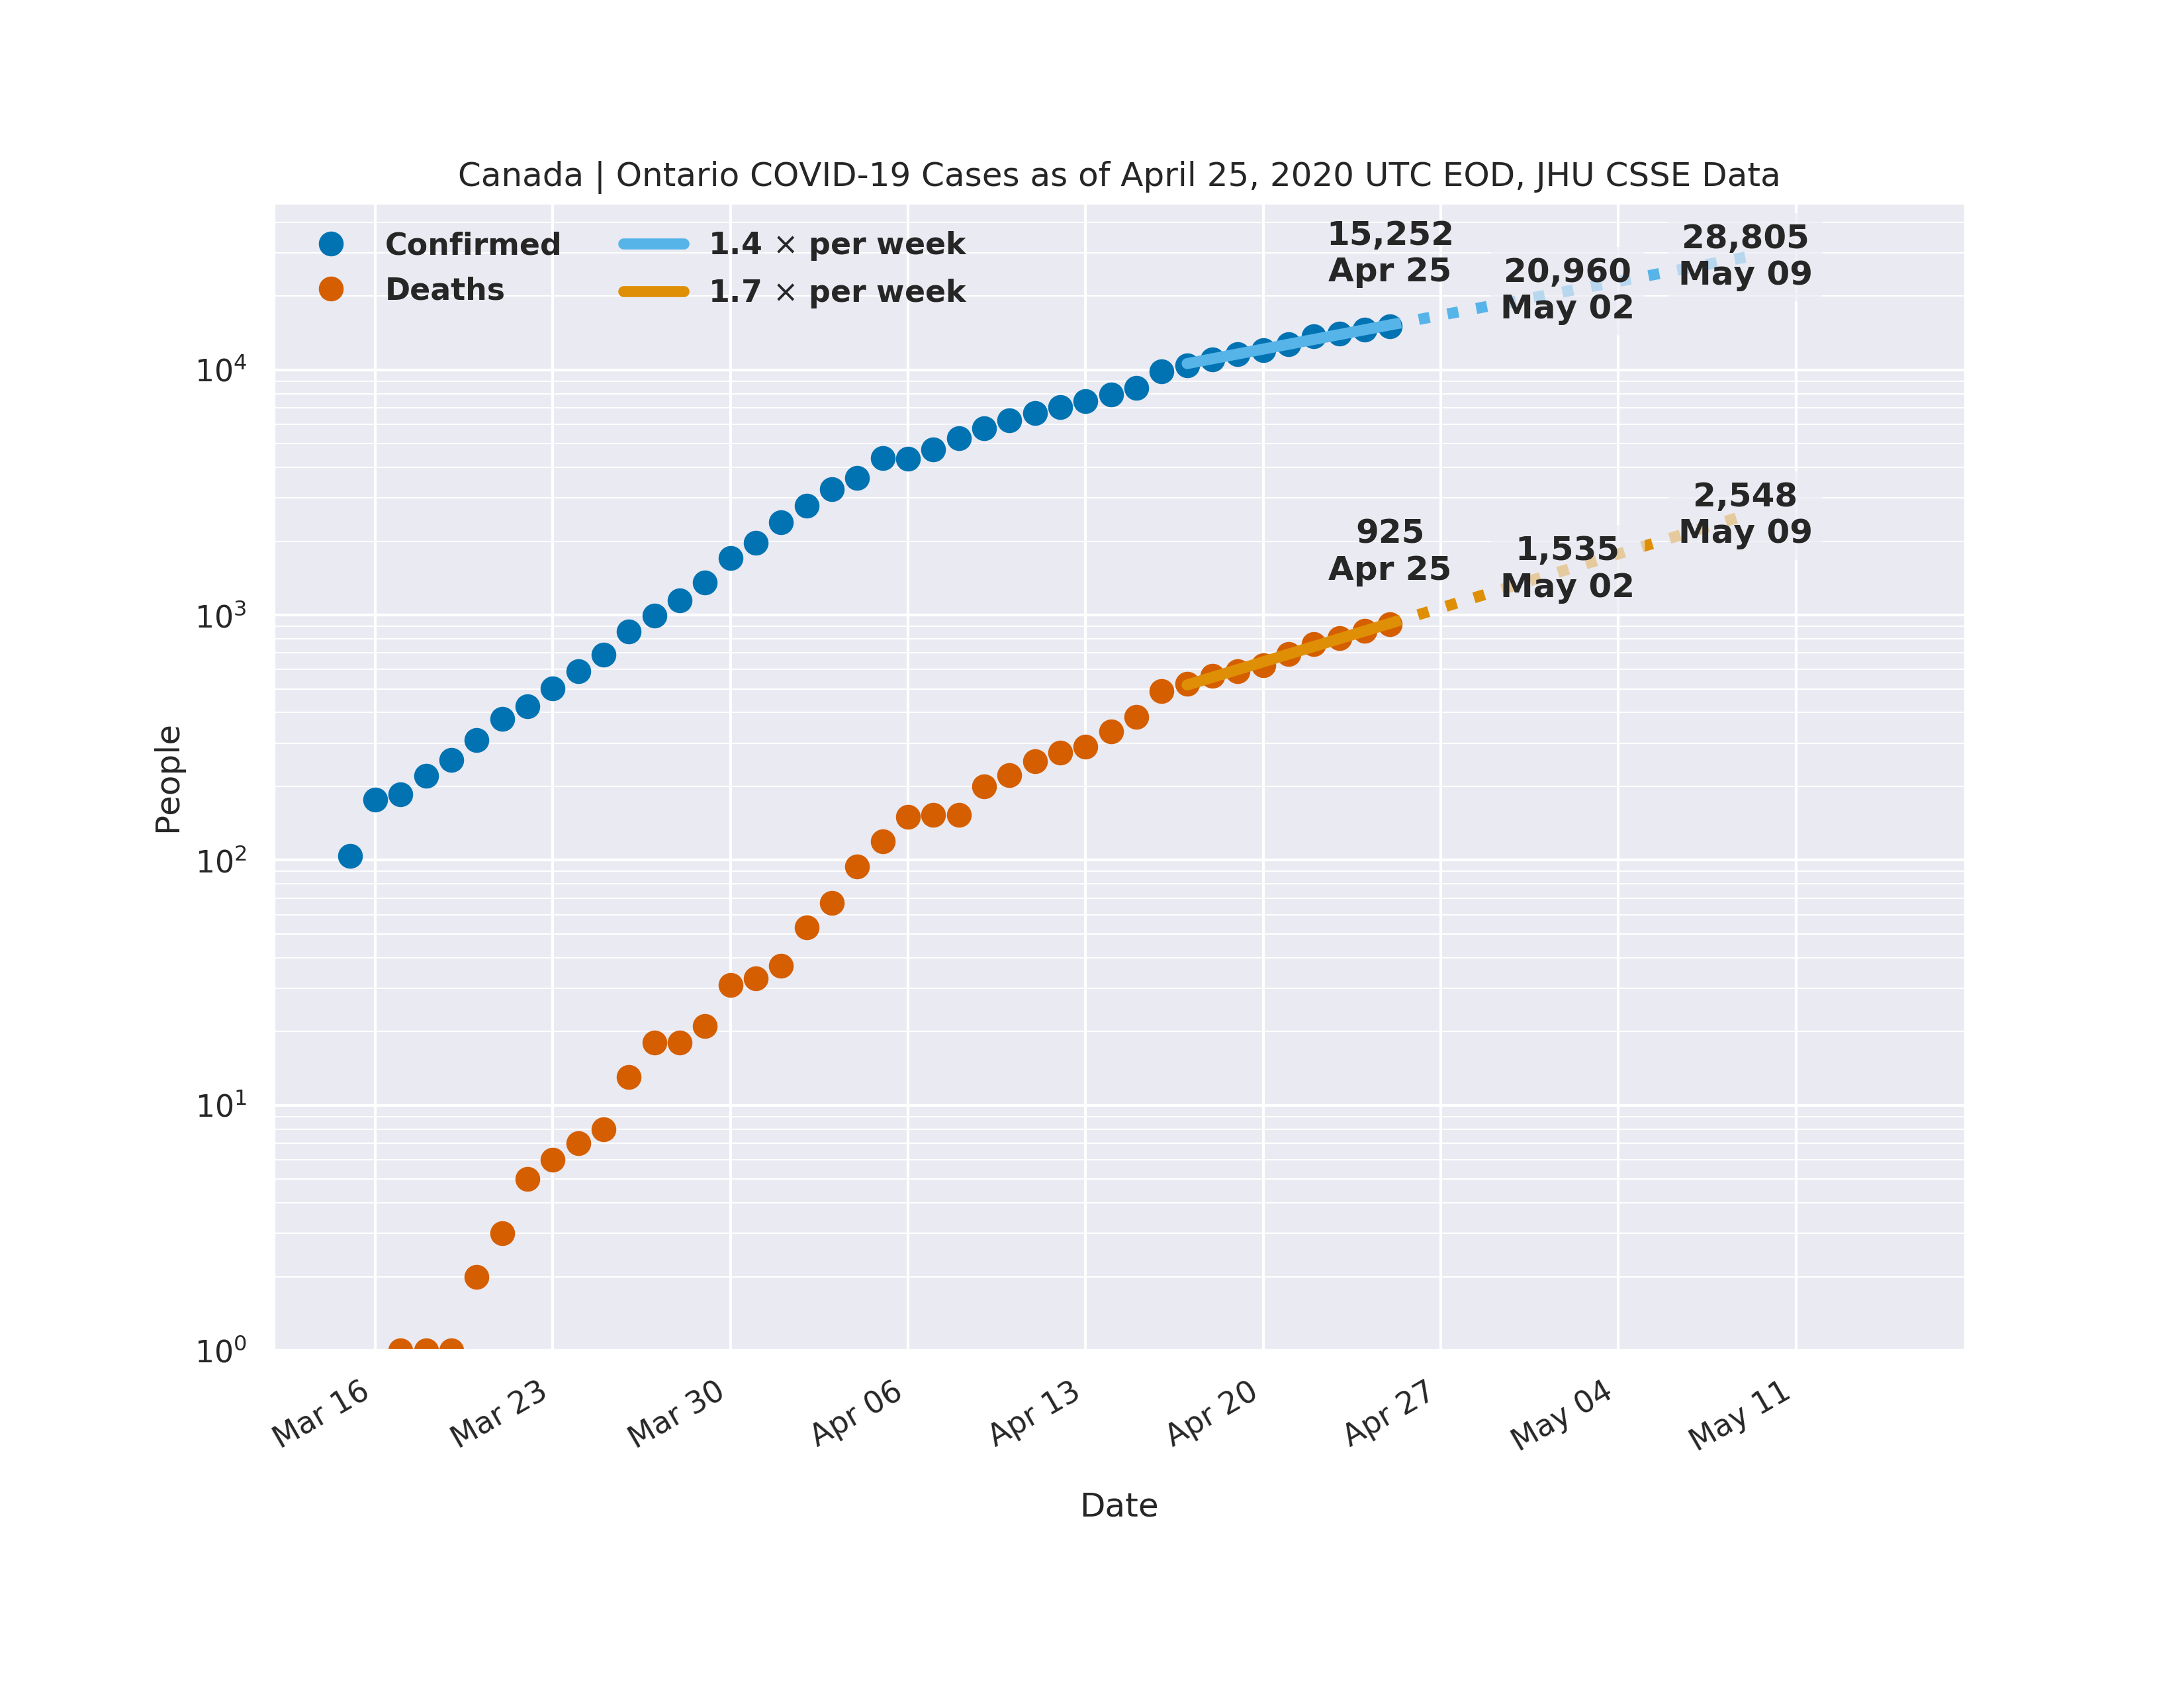 Canada | Ontario COVID-19 Cases as of April 25, 2020 UTC EOD, JHU CSSE Data
Confirmed
Deaths
1.4 × per week
1.7 × per week
15,252
Apr 25
20,960
May 02
28,805
May 09
925
Apr 25
1,535
May 02
2,548
May 09
People
10⁴
10³
10²
10¹
10⁰
Mar 16
Mar 23
Mar 30
Apr 06
Apr 13
Apr 20
Apr 27
May 04
May 11
Date